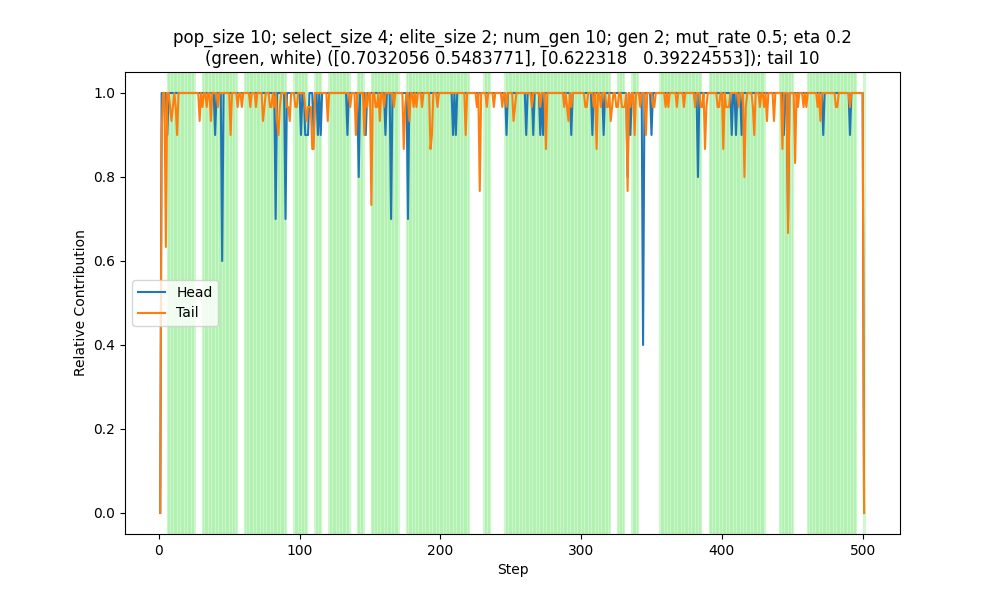 pop_size 10; select_size 4; elite_size 2; num_gen 10; gen 2; mut_rate 0.5; eta 0.2
(green, white) ([0.7032056 0.5483771], [0.622318   0.39224553]); tail 10
1.0
0.8
0.6
0.4
0.2
0.0
Relative Contribution
Head
Tail
0
100
200
300
400
500
Step